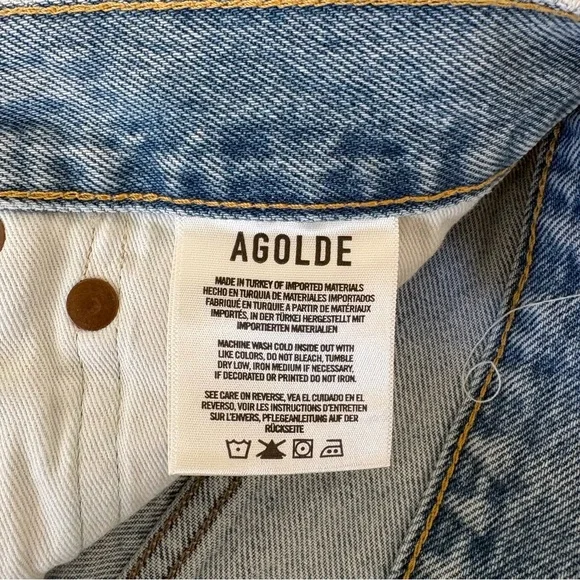 AGOLDE
MADE IN TURKEY OF IMPORTED MATERIALS
HECHO EN TURQUIA DE MATERIALES IMPORTADOS
FABRIQUÉ EN TURQUIE A PARTIR DE MATÉRIAUX
IMPORTÉS, IN DER TÜRKEI HERGESTELLT MIT
IMPORTIERTEN MATERIALIEN
MACHINE WASH COLD INSIDE OUT WITH
LIKE COLORS, DO NOT BLEACH, TUMBLE
DRY LOW, IRON MEDIUM IF NECESSARY.
IF DECORATED OR PRINTED DO NOT IRON.
SEE CARE ON REVERSE, VEA EL CUIDADO EN EL
REVERSO, VOIR LES INSTRUCTIONS D'ENTRETIEN
SUR L'ENVERS, PFLEGEANLEITUNG AUF DER
RÜCKSEITE